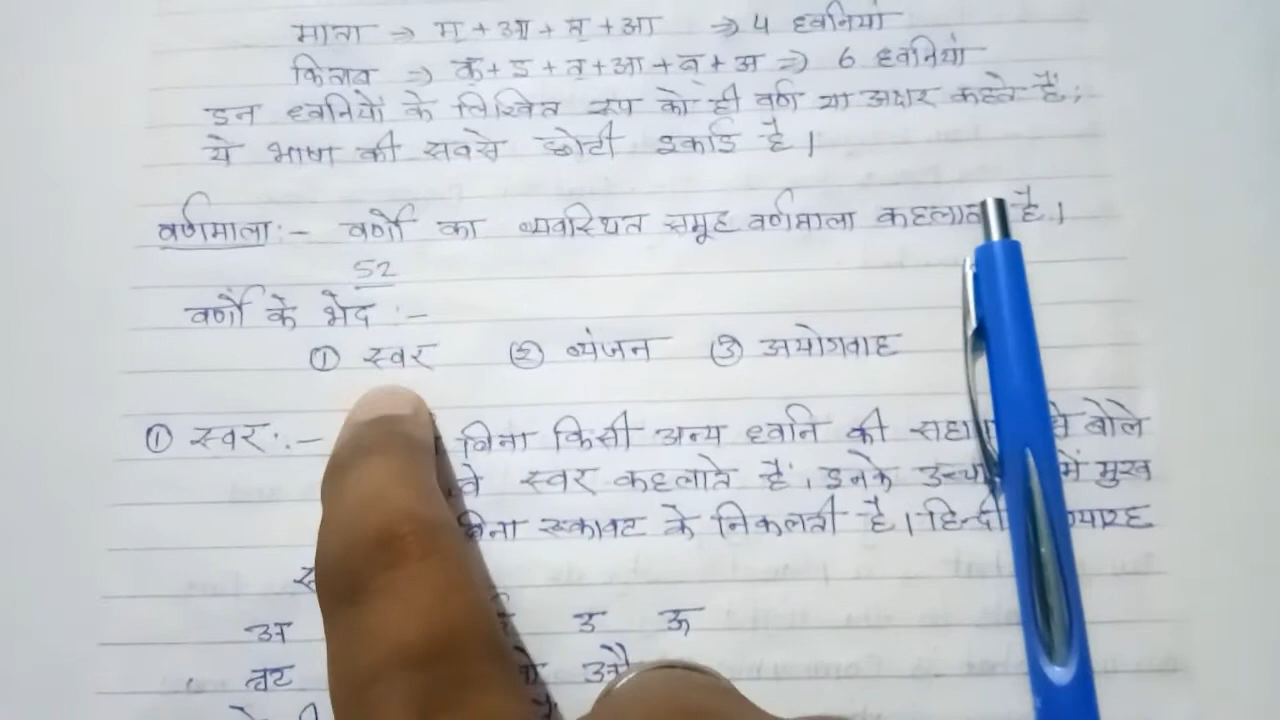 मात्रा ⇒ म् + आ + त् + आ ⇒ 4 ध्वनियां
किताब ⇒ क् + इ + त् + आ + ब् + अ ⇒ 6 ध्वनियां
इन ध्वनियों के लिखित रूप को ही वर्ण या अक्षर कहते हैं,
ये भाषा की सबसे छोटी इकाई है।
वर्णमाला:- वर्णों का व्यवस्थित समूह वर्णमाला कहलाता है।
52
वर्णों के भेद :-
① स्वर ② व्यंजन ③ अयोगवाह
① स्वर:- बिना किसी अन्य ध्वनि की से बोले
वे स्वर कहलाते हैं, इनके में मुख
बिना रूकावट के निकलती है। हिन्दी ग्यारह
अ उ ऊ
ऋ औ